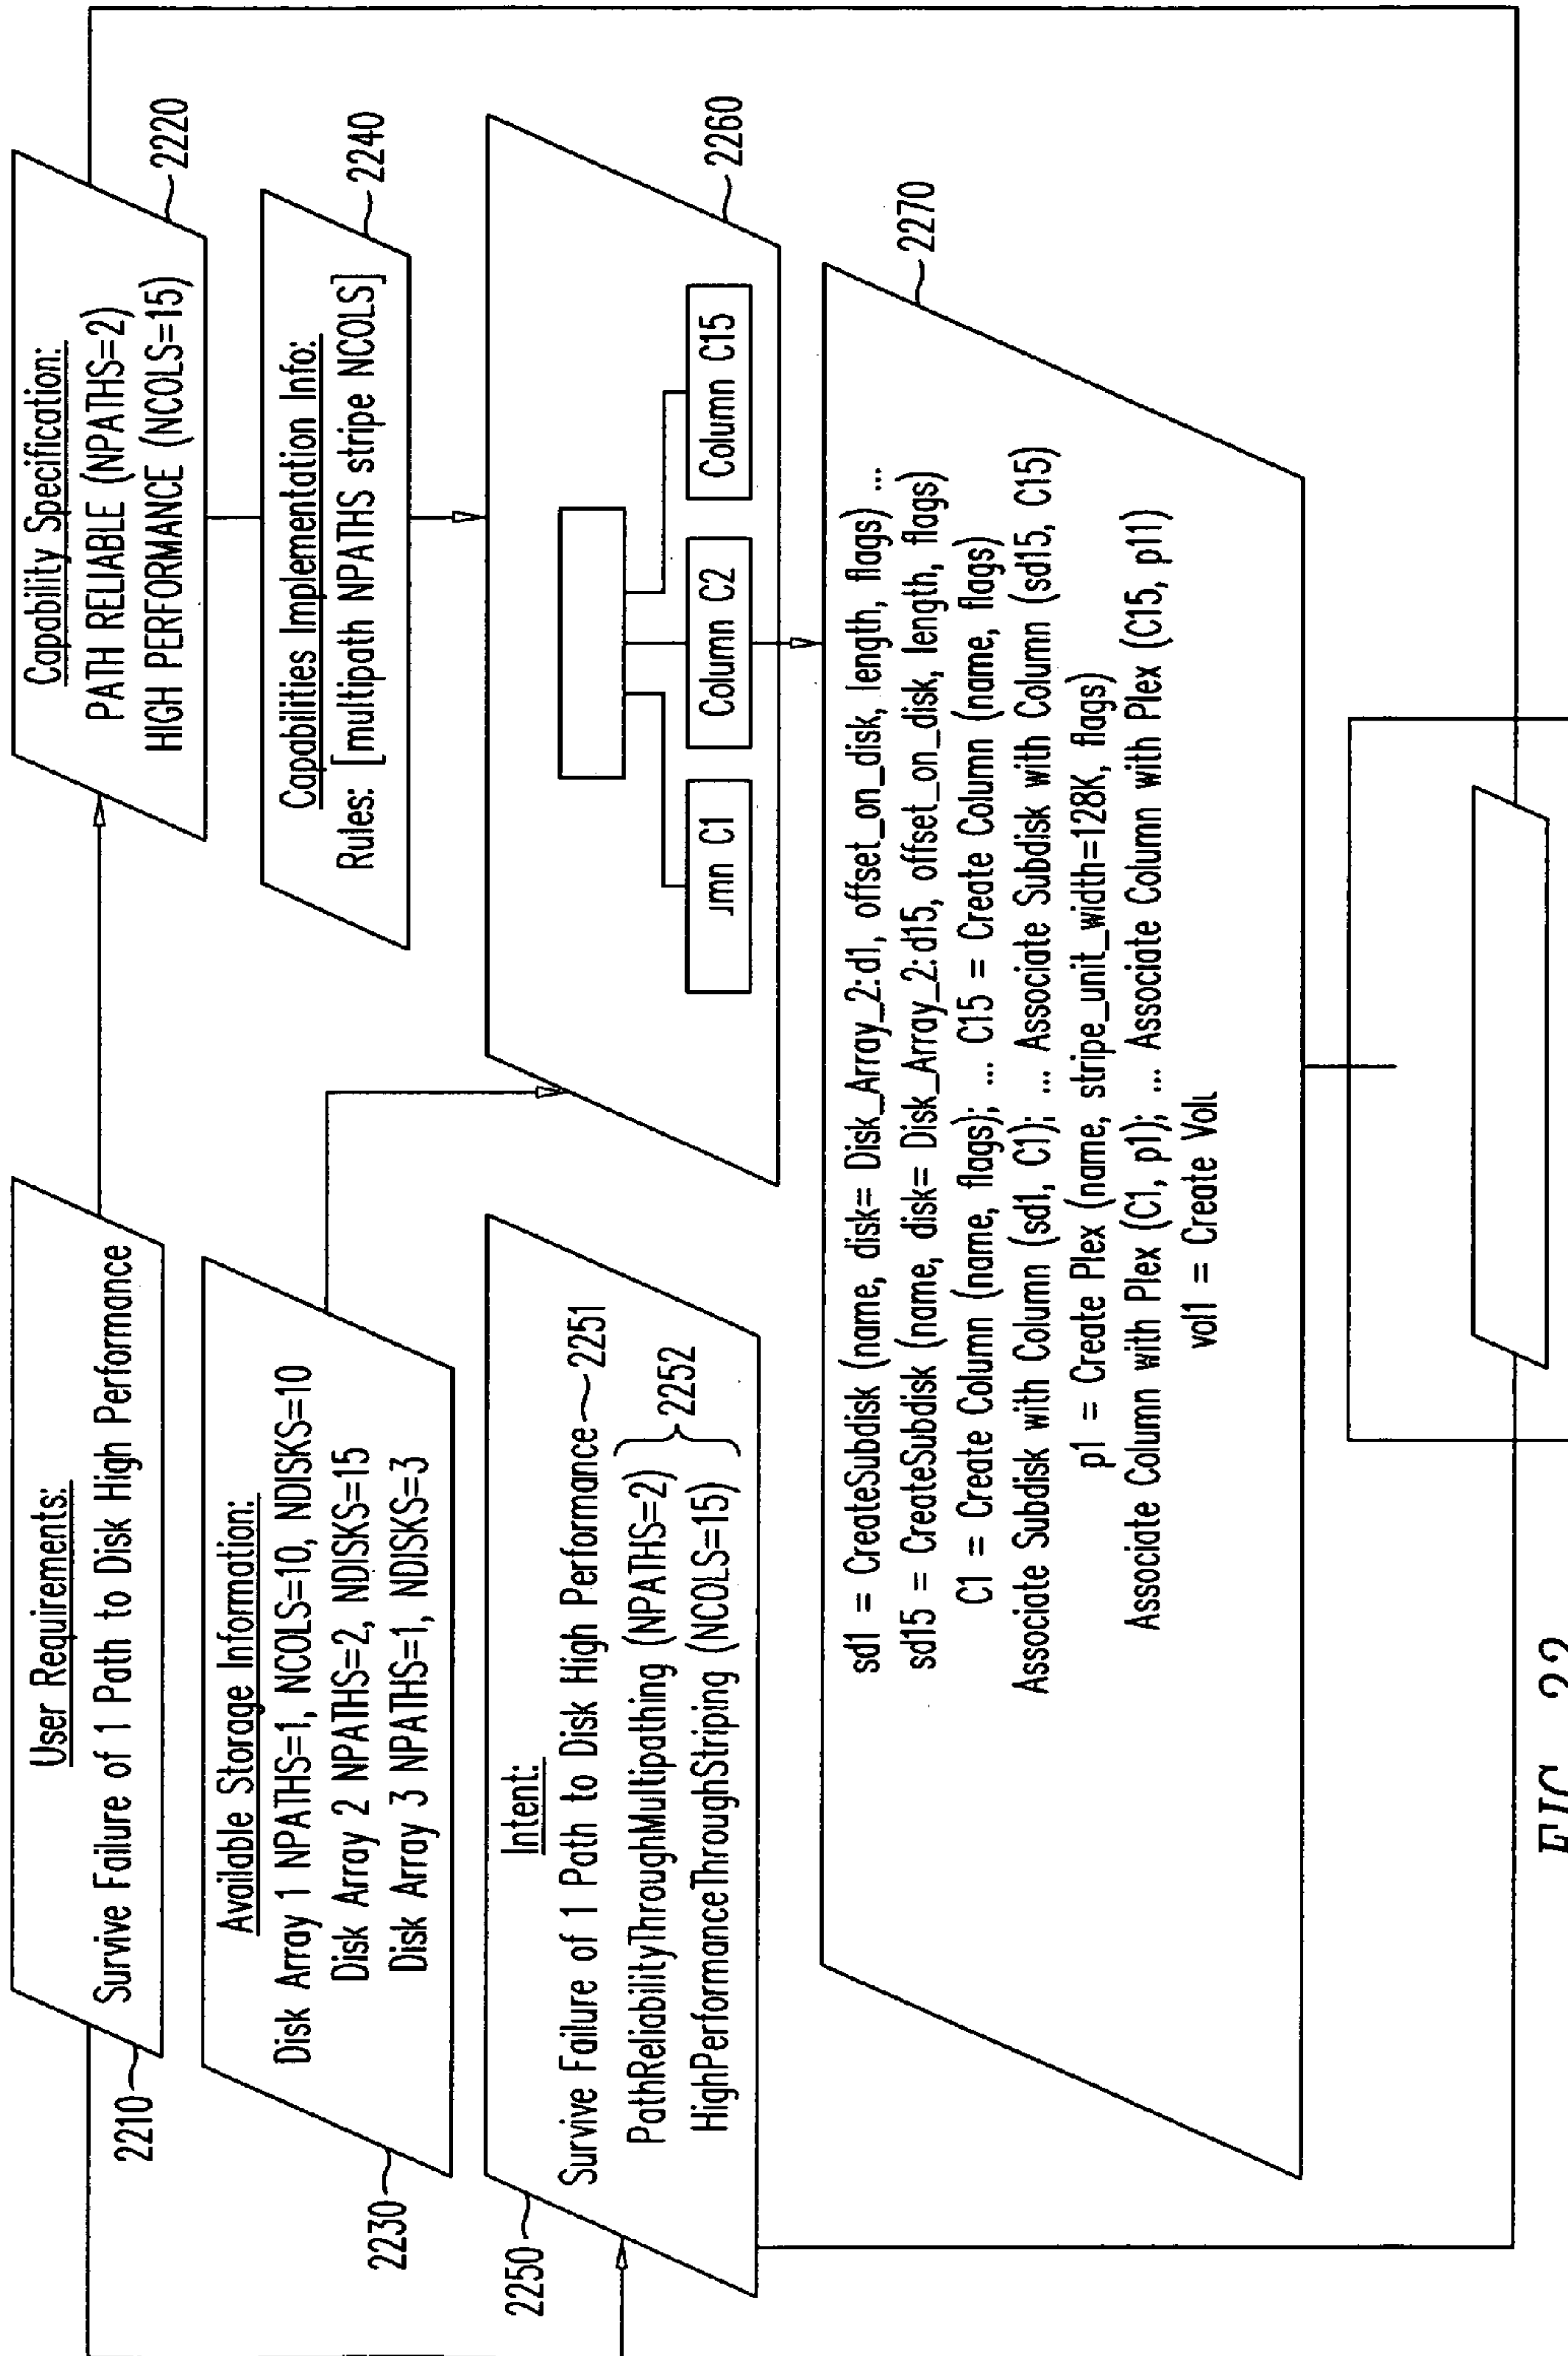 User Requirements:
Survive Failure of 1 Path to Disk High Performance
2210
Capability Specification:
PATH RELIABLE (NPATHS=2)
HIGH PERFORMANCE (NCOLS=15)
2220
Available Storage Information:
Disk Array 1 NPATHS=1, NCOLS=10, NDISKS=10
Disk Array 2 NPATHS=2, NDISKS=15
Disk Array 3 NPATHS=1, NDISKS=3
2230
Capabilities Implementation Info:
Rules: [multipath NPATHS stripe NCOLS]
2240
Intent:
Survive Failure of 1 Path to Disk High Performance 2251
PathReliabilityThroughMultipathing (NPATHS=2)
HighPerformanceThroughStriping (NCOLS=15)
2252
2250
C1
Column C2
Column C15
2260
sd1 = CreateSubdisk (name, disk= Disk_Array_2:d1, offset_on_disk, length, flags) ...
sd15 = CreateSubdisk (name, disk= Disk_Array_2:d15, offset_on_disk, length, flags)
C1 = Create Column (name, flags); ... C15 = Create Column (name, flags)
Associate Subdisk with Column (sd1, C1); ... Associate Subdisk with Column (sd15, C15)
p1 = Create Plex (name, stripe_unit_width=128K, flags)
Associate Column with Plex (C1, p1); ... Associate Column with Plex (C15, p11)
vol1 = Create
2270
FIG. 22